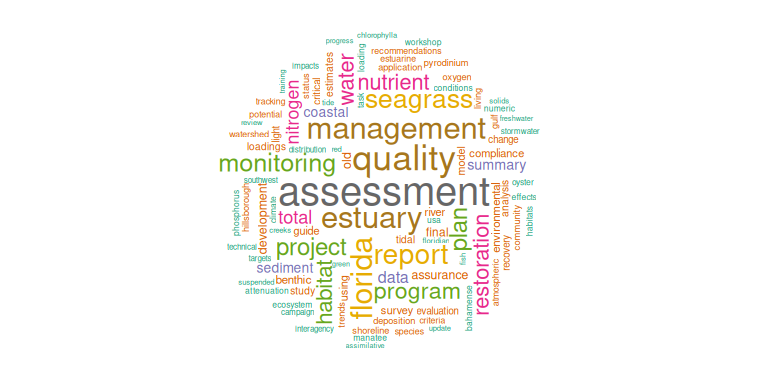 chlorophylla
progress
workshop
recommendations
loading
estuarine
impacts
water
estimates
application
pyrodinium
training
status
critical
nutrient
oxygen
conditions
task
seagrass
living
tracking
tide
nitrogen
coastal
solids
numeric
potential
gulf
freshwater
review
light
management
stormwater
watershed
change
loadings
distribution
red
old
quality
model
compliance
monitoring
summary
southwest
assessment
oyster
phosphorus
hillsborough
development
climate
environmental
analysis
effects
habitats
community
total
estuary
river
usa
plan
creeks
guide
final
restoration
technical
project
tidal
floridian
recovery
targets
florida
report
fish
sediment
habitat
green
data
assurance
atmospheric
suspended
benthic
using
attenuation
study
program
bahamense
ecosystem
campaign
trends
survey
evaluation
deposition
criteria
interagency
shoreline
species
update
manatee
assimilative